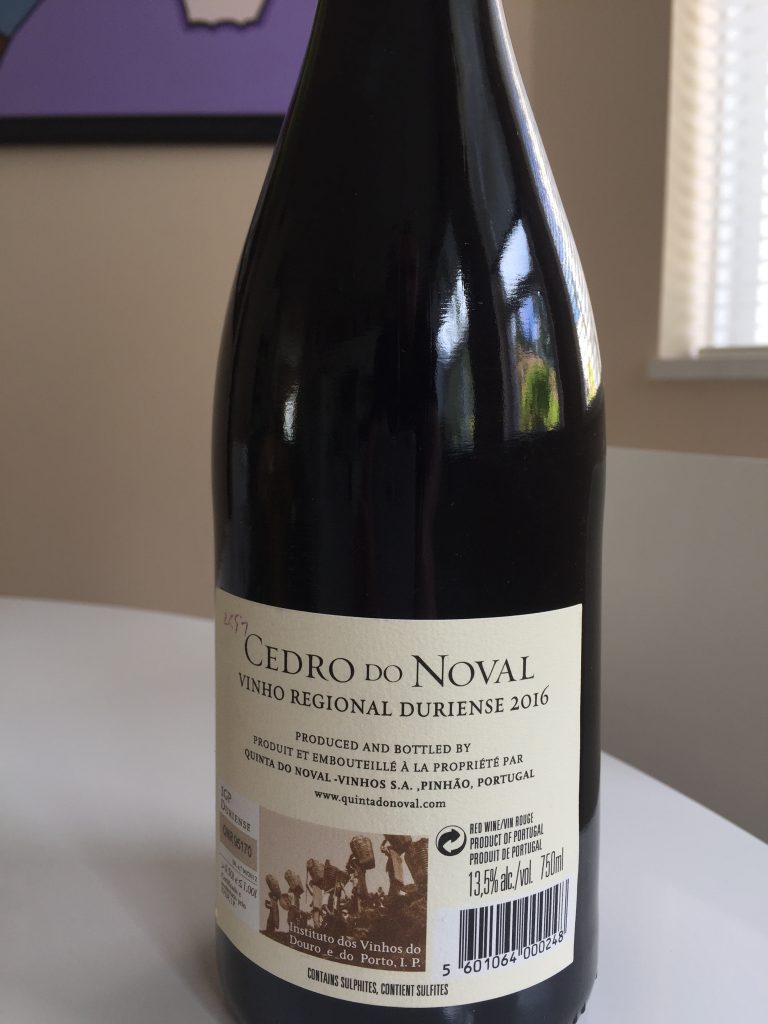 CEDRO DO NOVAL
VINHO REGIONAL DURIENSE 2016
PRODUCED AND BOTTLED BY
PRODUIT ET EMBOUTEILLÉ À LA PROPRIÉTÉ PAR
QUINTA DO NOVAL -VINHOS S.A. ,PINHÃO, PORTUGAL
www.quintadonoval.com
IGP
DURIENSE
Instituto dos Vinhos do
Douro e do Porto, I. P.
RED WINE/VIN ROUGE
PRODUCT OF PORTUGAL
PRODUIT DE PORTUGAL
13,5% alc./vol. 750ml
5 601064 000248
CONTAINS SULPHITES, CONTIENT SULFITES